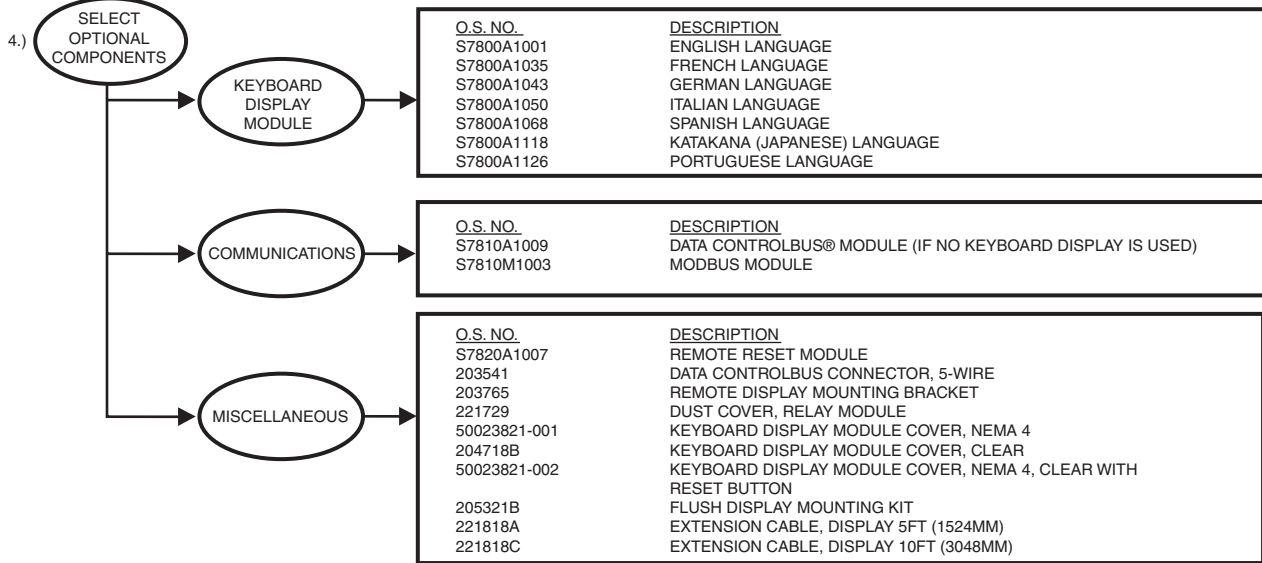 4.)
SELECT
OPTIONAL
COMPONENTS
KEYBOARD
DISPLAY
MODULE
O.S. NO. DESCRIPTION
S7800A1001 ENGLISH LANGUAGE
S7800A1035 FRENCH LANGUAGE
S7800A1043 GERMAN LANGUAGE
S7800A1050 ITALIAN LANGUAGE
S7800A1068 SPANISH LANGUAGE
S7800A1118 KATAKANA (JAPANESE) LANGUAGE
S7800A1126 PORTUGUESE LANGUAGE
COMMUNICATIONS
O.S. NO. DESCRIPTION
S7810A1009 DATA CONTROLBUS® MODULE (IF NO KEYBOARD DISPLAY IS USED)
S7810M1003 MODBUS MODULE
MISCELLANEOUS
O.S. NO. DESCRIPTION
S7820A1007 REMOTE RESET MODULE
203541 DATA CONTROLBUS CONNECTOR, 5-WIRE
203765 REMOTE DISPLAY MOUNTING BRACKET
221729 DUST COVER, RELAY MODULE
50023821-001 KEYBOARD DISPLAY MODULE COVER, NEMA 4
204718B KEYBOARD DISPLAY MODULE COVER, CLEAR
50023821-002 KEYBOARD DISPLAY MODULE COVER, NEMA 4, CLEAR WITH
RESET BUTTON
205321B FLUSH DISPLAY MOUNTING KIT
221818A EXTENSION CABLE, DISPLAY 5FT (1524MM)
221818C EXTENSION CABLE, DISPLAY 10FT (3048MM)